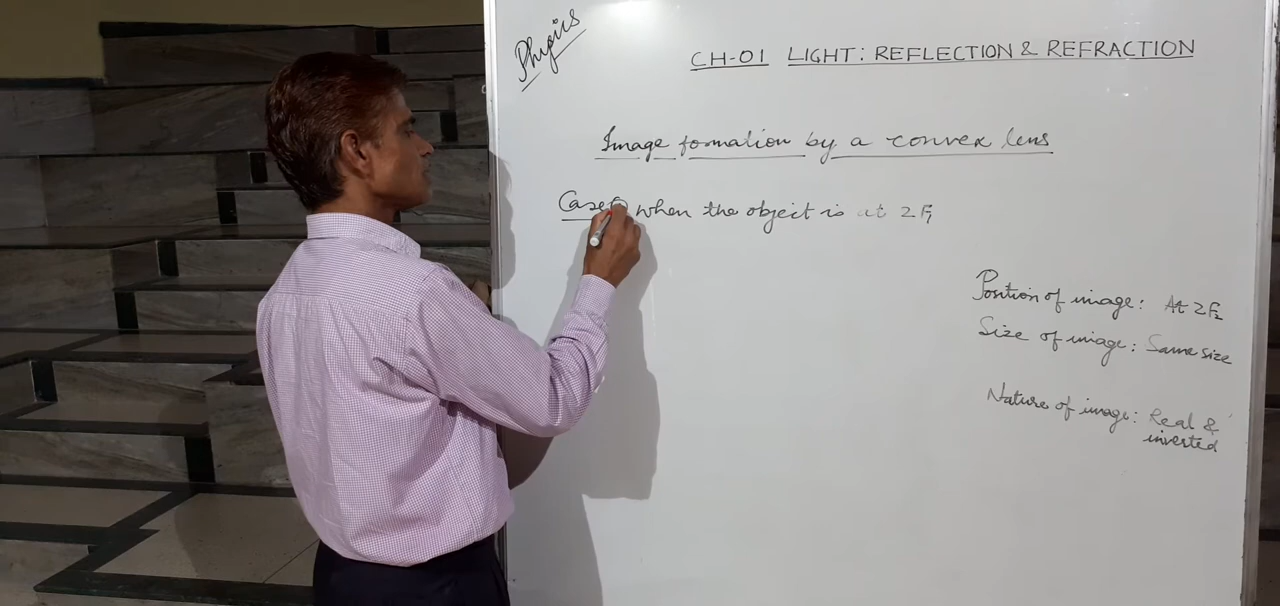 Physics
CH-01 LIGHT: REFLECTION & REFRACTION
Image formation by a convex lens
Case when the object is at 2F₁
Position of image: At 2F₂
Size of image: Same size
Nature of image: Real &
inverted